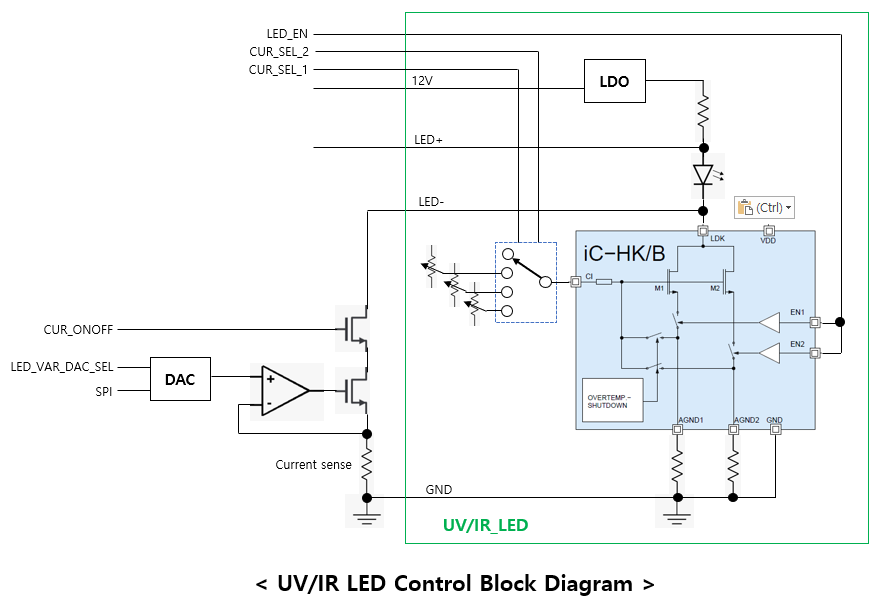 LED_EN
CUR_SEL_2
CUR_SEL_1
12V
LDO
LED+
(Ctrl)
LED-
LDK
VDD
iC-HK/B
CI
M1
M2
EN1
EN2
CUR_ONOFF
LED_VAR_DAC_SEL
SPI
DAC
+
-
OVERTEMP.-
SHUTDOWN
AGND1
AGND2
GND
Current sense
GND
UV/IR_LED
< UV/IR LED Control Block Diagram >